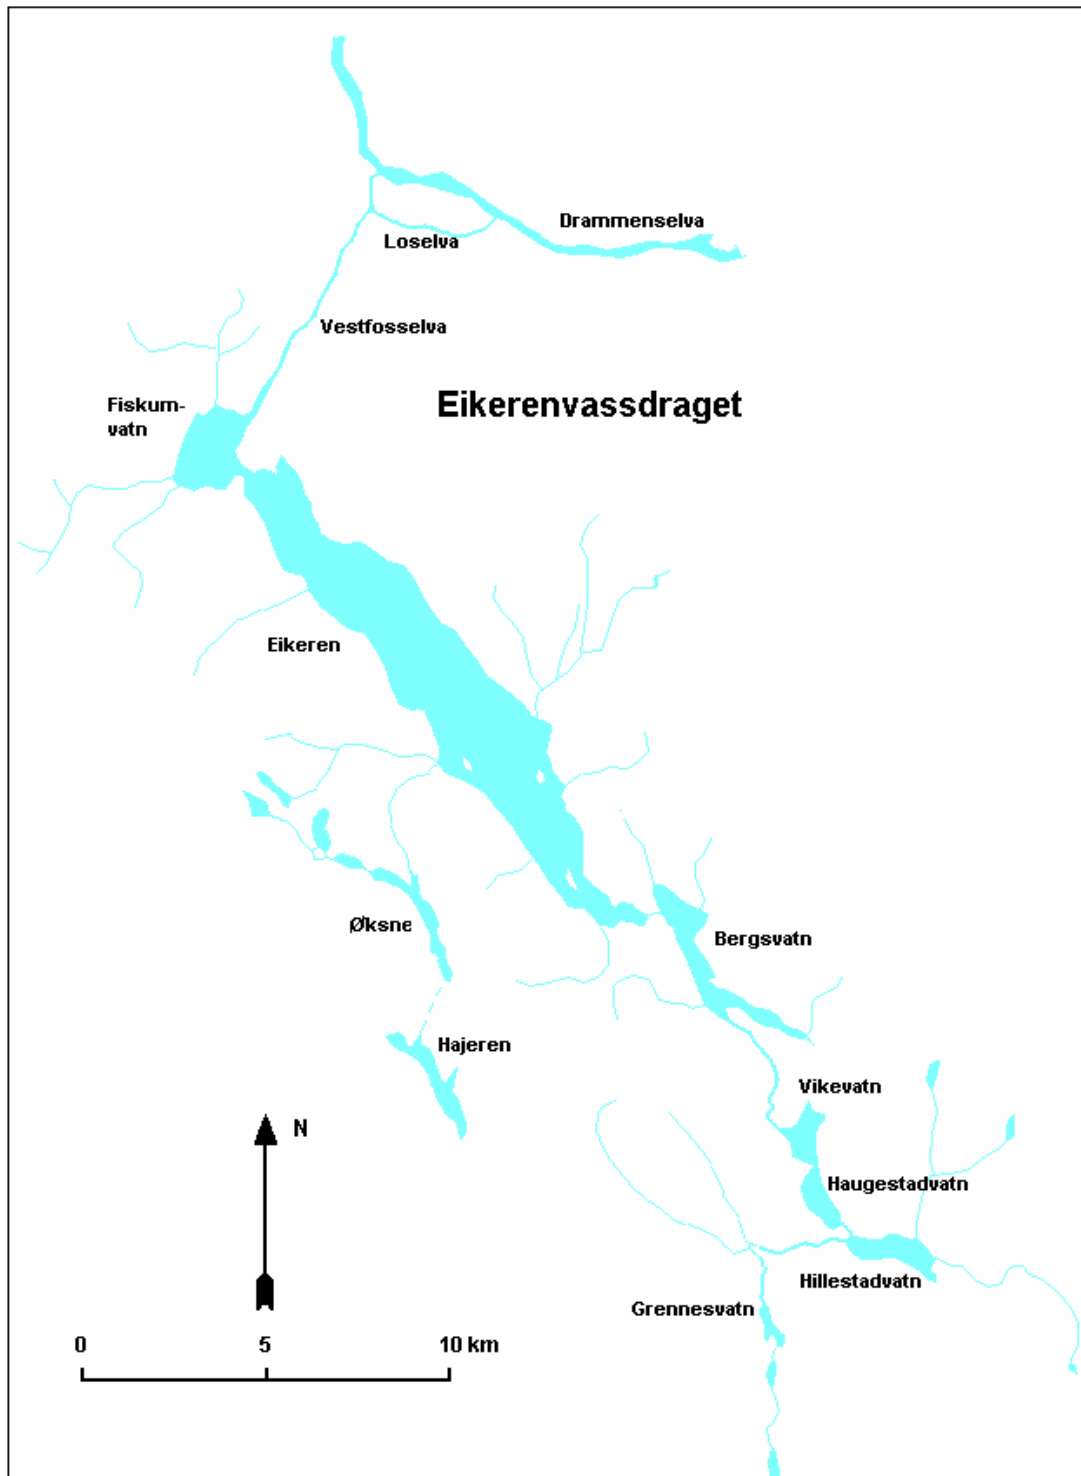 Drammenselva
Loselva
Vestfosselva
Eikerenvassdraget
Fiskum-
vatn
Eikeren
Øksne
Bergsvatn
Hajeren
Vikevatn
N
Haugestadvatn
Hillestadvatn
Grennesvatn
0 5 10 km